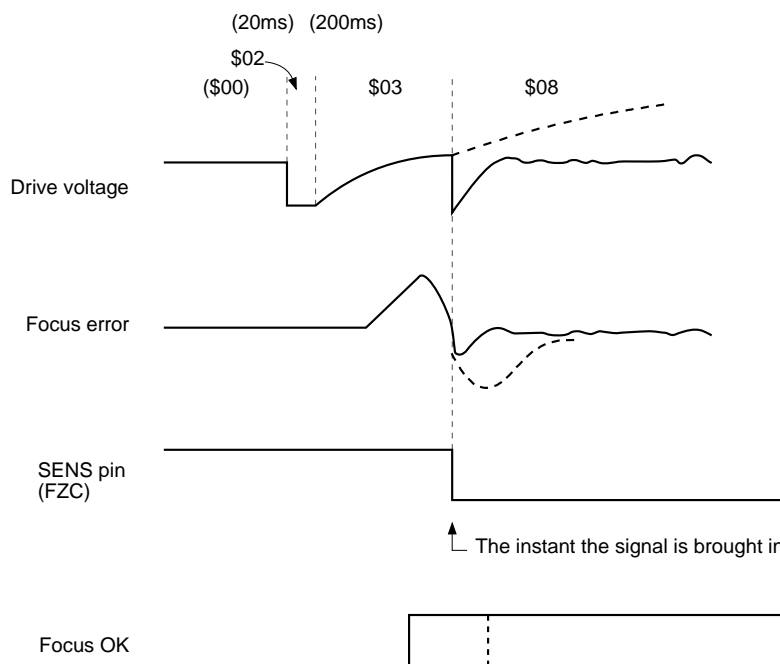 (20ms) (200ms)
$02
($00) $03 $08
Drive voltage
Focus error
SENS pin
(FZC)
The instant the signal is brought in
Focus OK